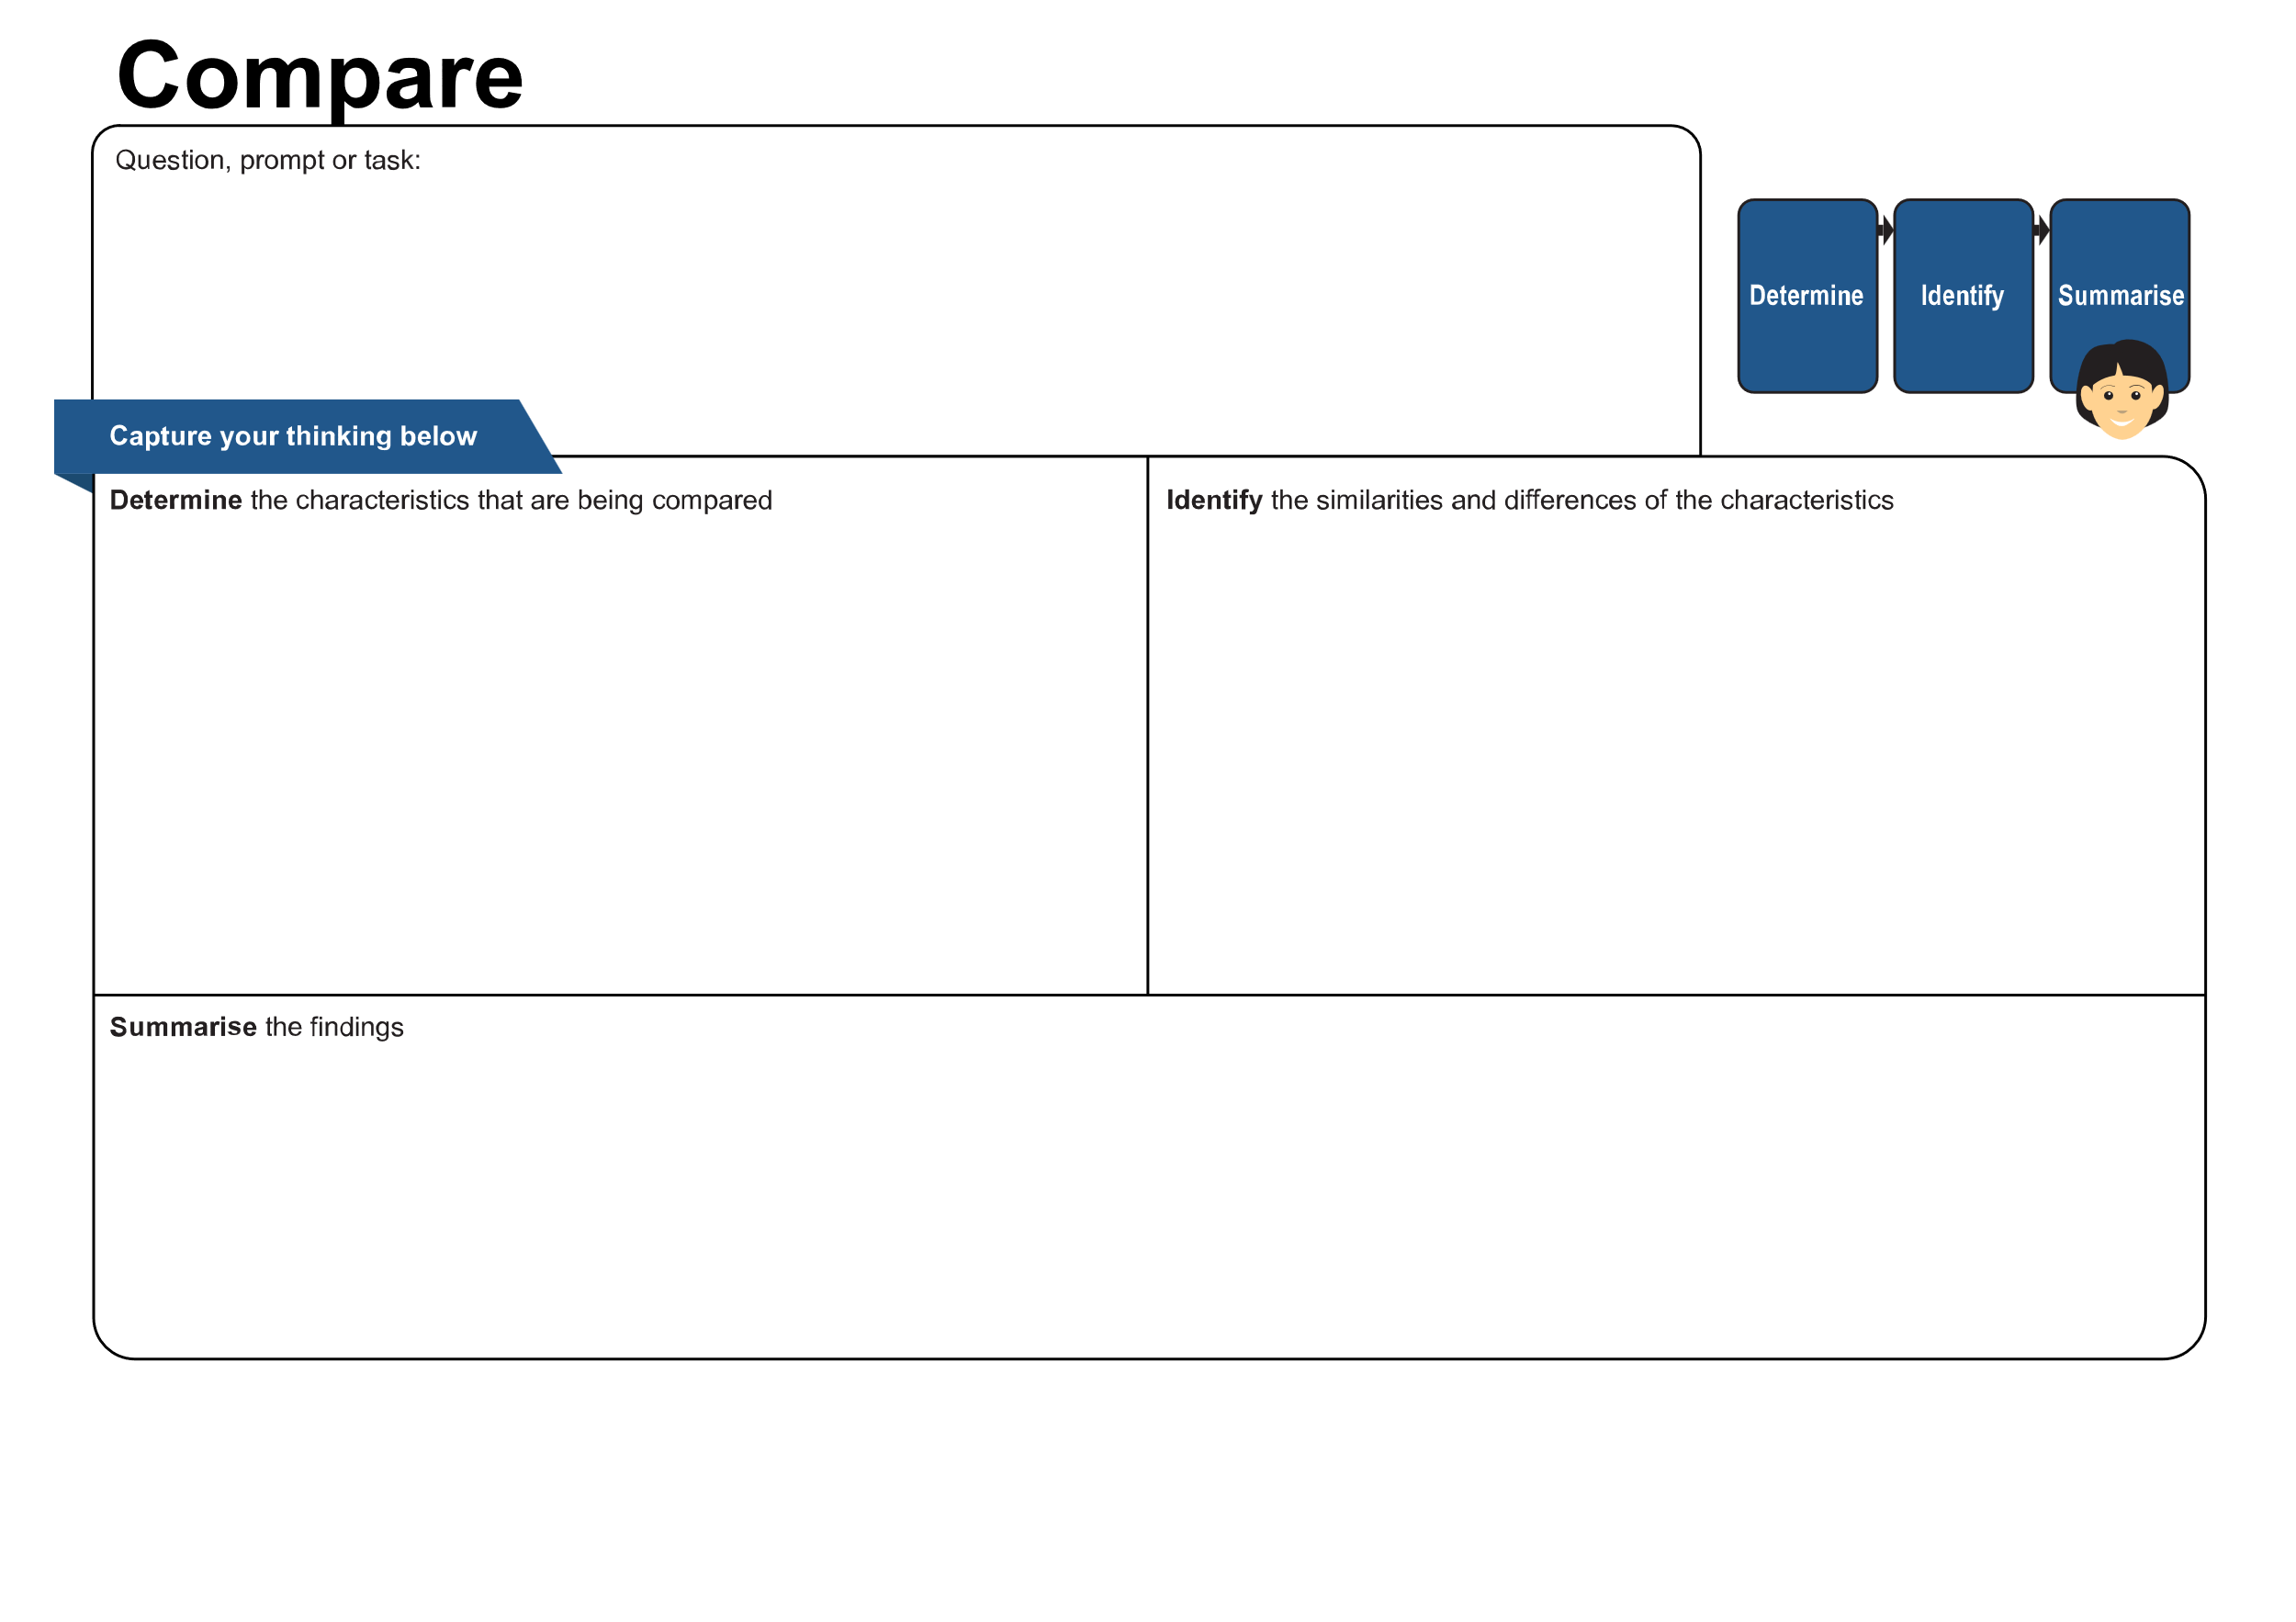 Compare
Question, prompt or task:
Determine
Identify
Summarise
Capture your thinking below
Determine the characteristics that are being compared
Identify the similarities and differences of the characteristics
Summarise the findings